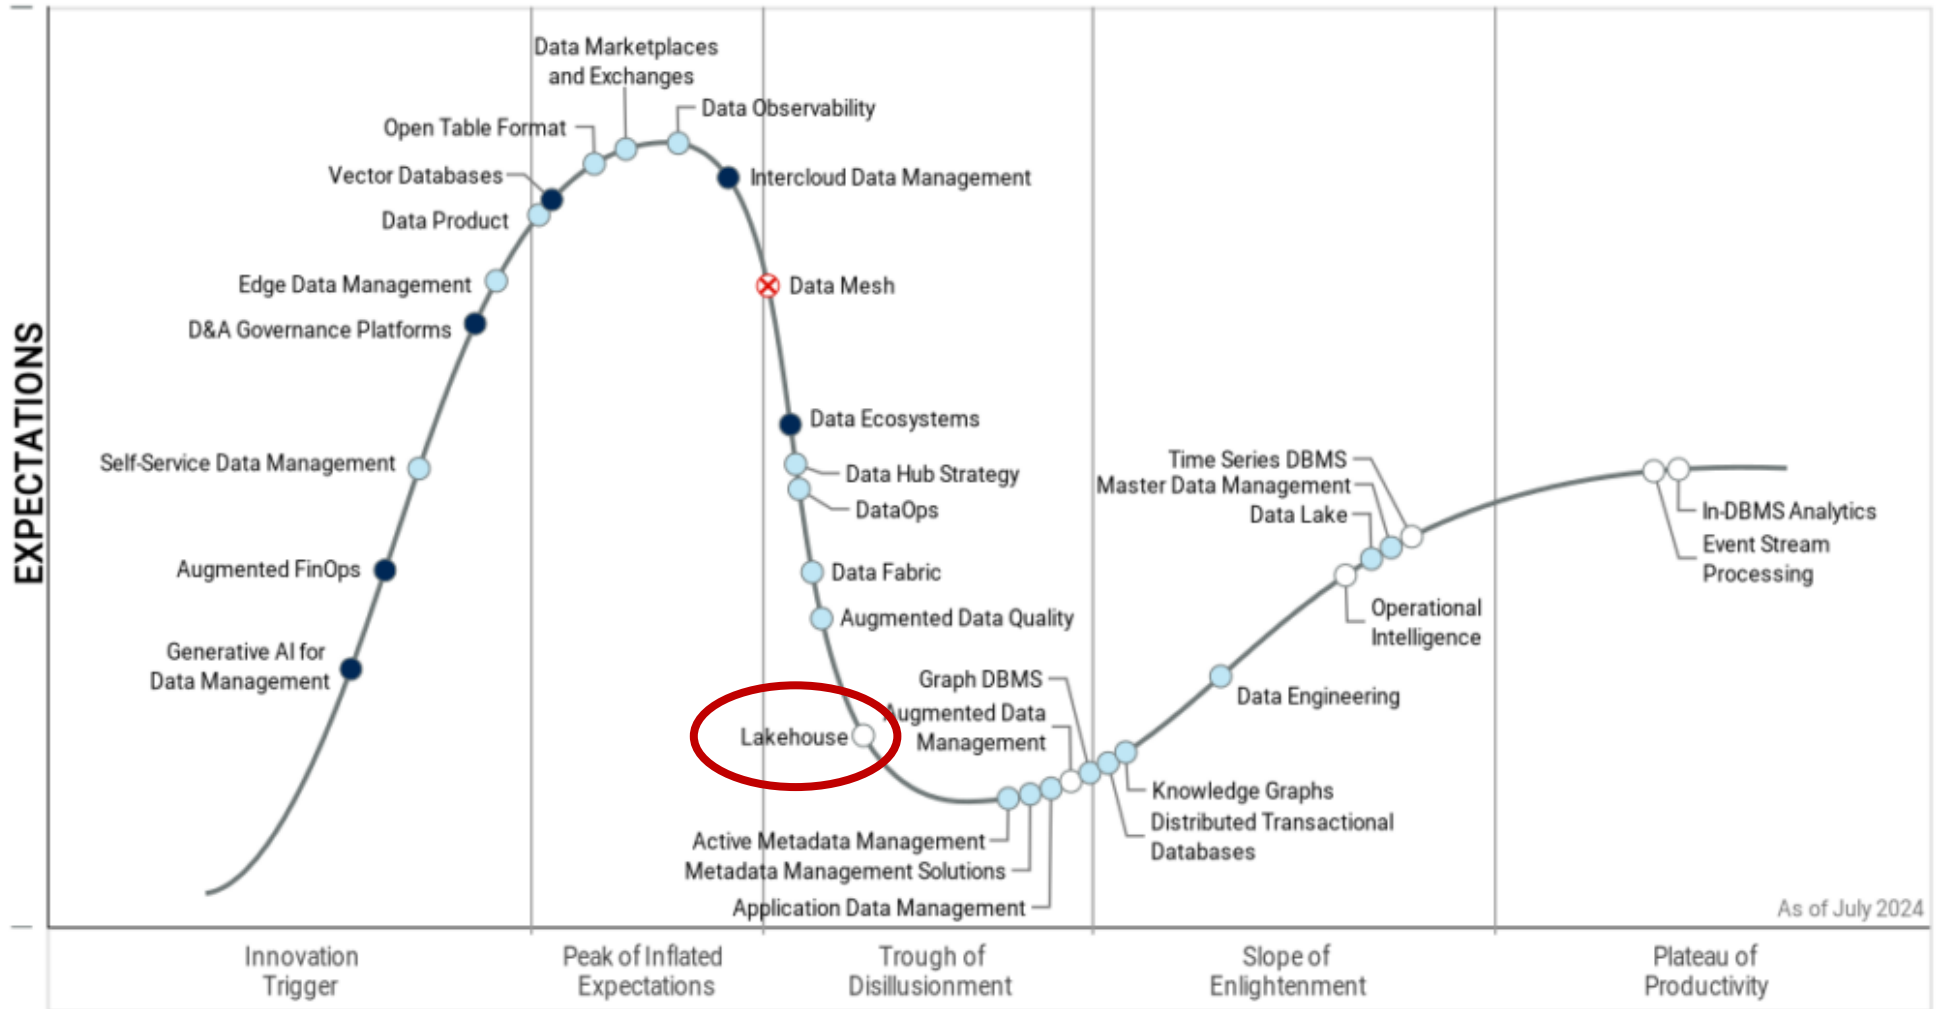 EXPECTATIONS
Data Marketplaces
and Exchanges
Data Observability
Open Table Format
Vector Databases
Intercloud Data Management
Data Product
Edge Data Management
Data Mesh
D&A Governance Platforms
Data Ecosystems
Self-Service Data Management
Data Hub Strategy
DataOps
Augmented FinOps
Data Fabric
Augmented Data Quality
Generative AI for
Data Management
Lakehouse
Graph DBMS
Augmented Data
Management
Active Metadata Management
Metadata Management Solutions
Application Data Management
Knowledge Graphs
Distributed Transactional
Databases
Data Engineering
Time Series DBMS
Master Data Management
Data Lake
Operational
Intelligence
In-DBMS Analytics
Event Stream
Processing
As of July 2024
Innovation
Trigger
Peak of Inflated
Expectations
Trough of
Disillusionment
Slope of
Enlightenment
Plateau of
Productivity